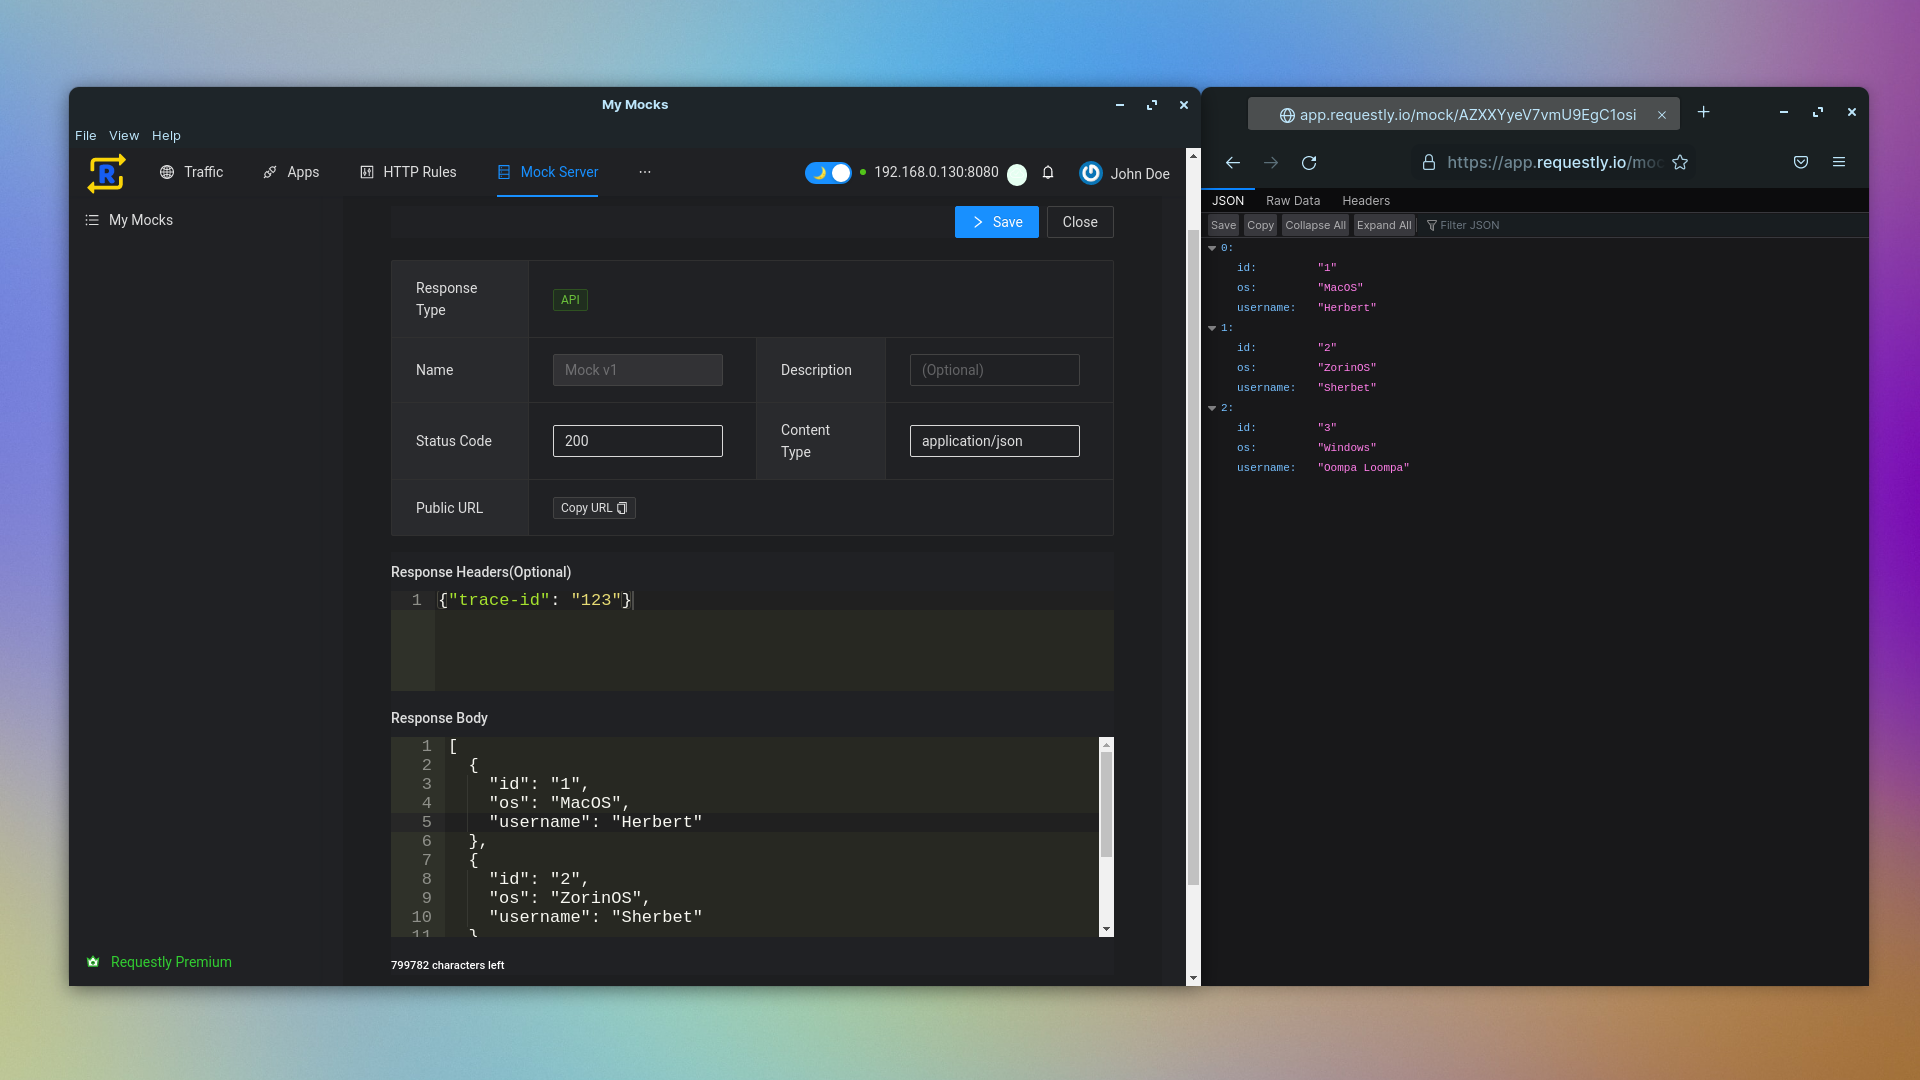 My Mocks
File View Help
R
Traffic Apps HTTP Rules Mock Server ··· 192.168.0.130:8080 John Doe
My Mocks
Save Close
Response Type API
Name Mock v1 Description (Optional)
Status Code 200 Content Type application/json
Public URL Copy URL
Response Headers(Optional)
1 {"trace-id": "123"}
Response Body
1 [
2 {
3 "id": "1",
4 "os": "MacOS",
5 "username": "Herbert"
6 },
7 {
8 "id": "2",
9 "os": "ZorinOS",
10 "username": "Sherbet"
11 }
799782 characters left
Requestly Premium
app.requestly.io/mock/AZXXYyeV7vmU9EgC1osi
https://app.requestly.io/moc
JSON Raw Data Headers
Save Copy Collapse All Expand All Filter JSON
0:
id: "1"
os: "MacOS"
username: "Herbert"
1:
id: "2"
os: "ZorinOS"
username: "Sherbet"
2:
id: "3"
os: "Windows"
username: "Oompa Loompa"